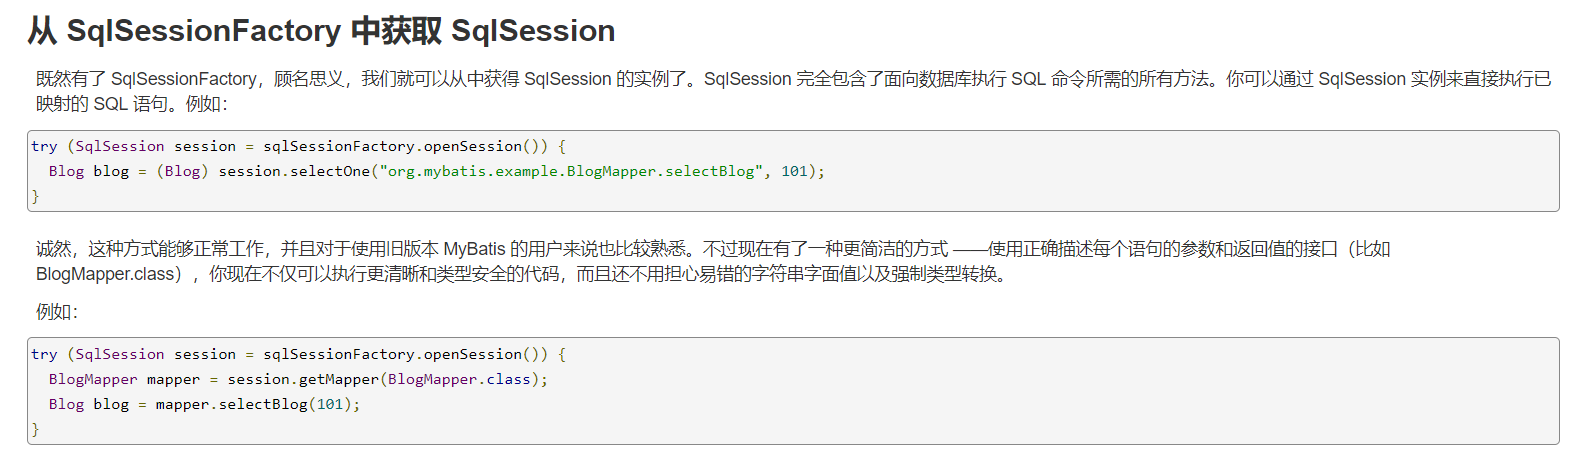 从 SqlSessionFactory 中获取 SqlSession
既然有了 SqlSessionFactory，顾名思义，我们就可以从中获得 SqlSession 的实例了。SqlSession 完全包含了面向数据库执行 SQL 命令所需的所有方法。你可以通过 SqlSession 实例来直接执行已
映射的 SQL 语句。例如：
try (SqlSession session = sqlSessionFactory.openSession()) {
  Blog blog = (Blog) session.selectOne("org.mybatis.example.BlogMapper.selectBlog", 101);
}
诚然，这种方式能够正常工作，并且对于使用旧版本 MyBatis 的用户来说也比较熟悉。不过现在有了一种更简洁的方式 ——使用正确描述每个语句的参数和返回值的接口（比如
BlogMapper.class），你现在不仅可以执行更清晰和类型安全的代码，而且还不用担心易错的字符串字面值以及强制类型转换。
例如：
try (SqlSession session = sqlSessionFactory.openSession()) {
  BlogMapper mapper = session.getMapper(BlogMapper.class);
  Blog blog = mapper.selectBlog(101);
}